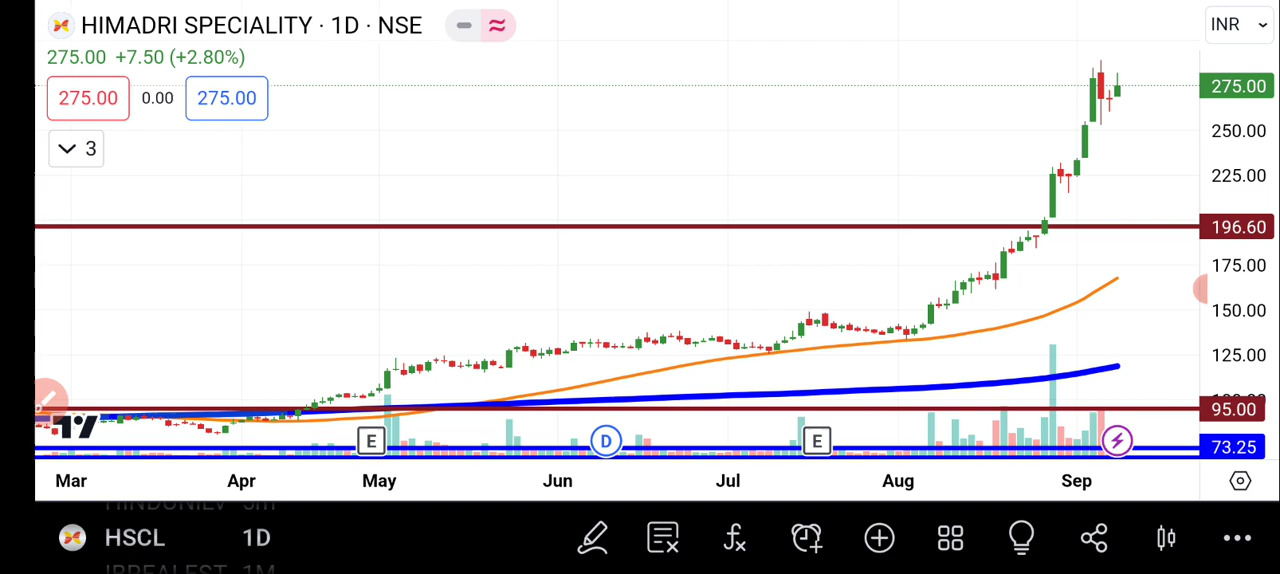 HIMADRI SPECIALITY · 1D · NSE
INR
275.00 +7.50 (+2.80%)
275.00 0.00 275.00
3
275.00
250.00
225.00
196.60
175.00
150.00
125.00
95.00
73.25
E D E
Mar Apr May Jun Jul Aug Sep
HSCL 1D